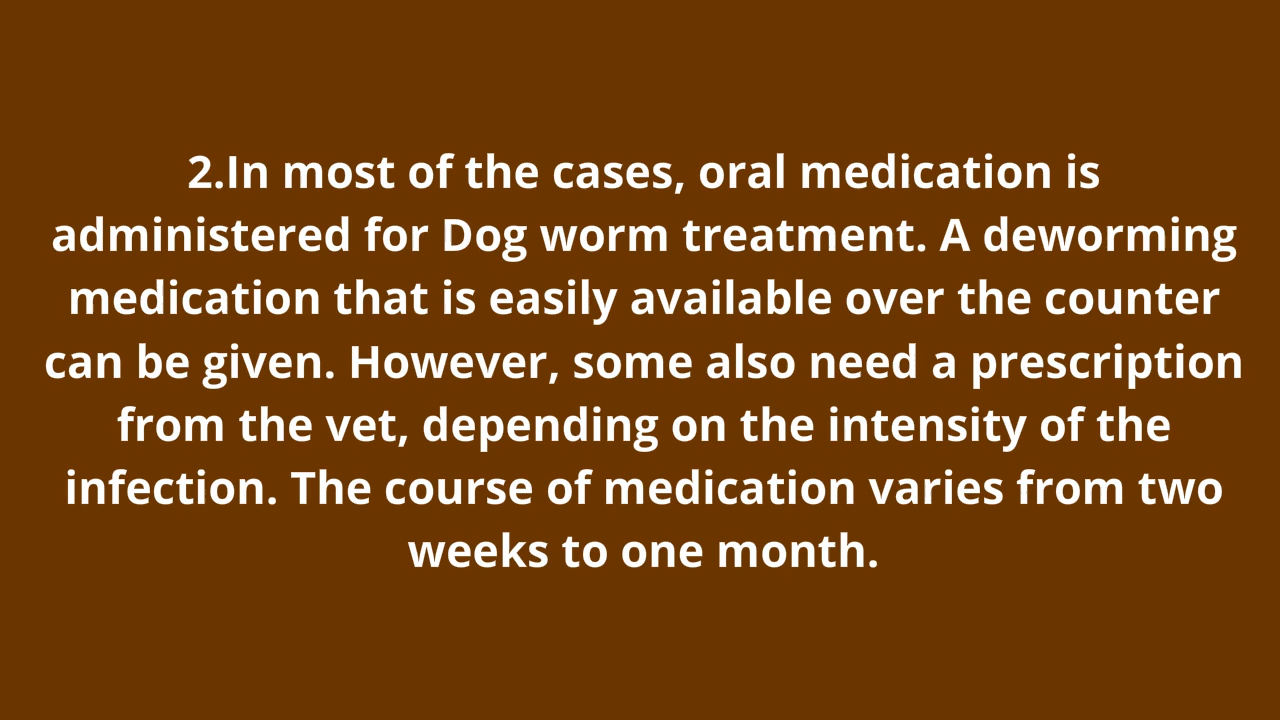 2.In most of the cases, oral medication is
administered for Dog worm treatment. A deworming
medication that is easily available over the counter
can be given. However, some also need a prescription
from the vet, depending on the intensity of the
infection. The course of medication varies from two
weeks to one month.